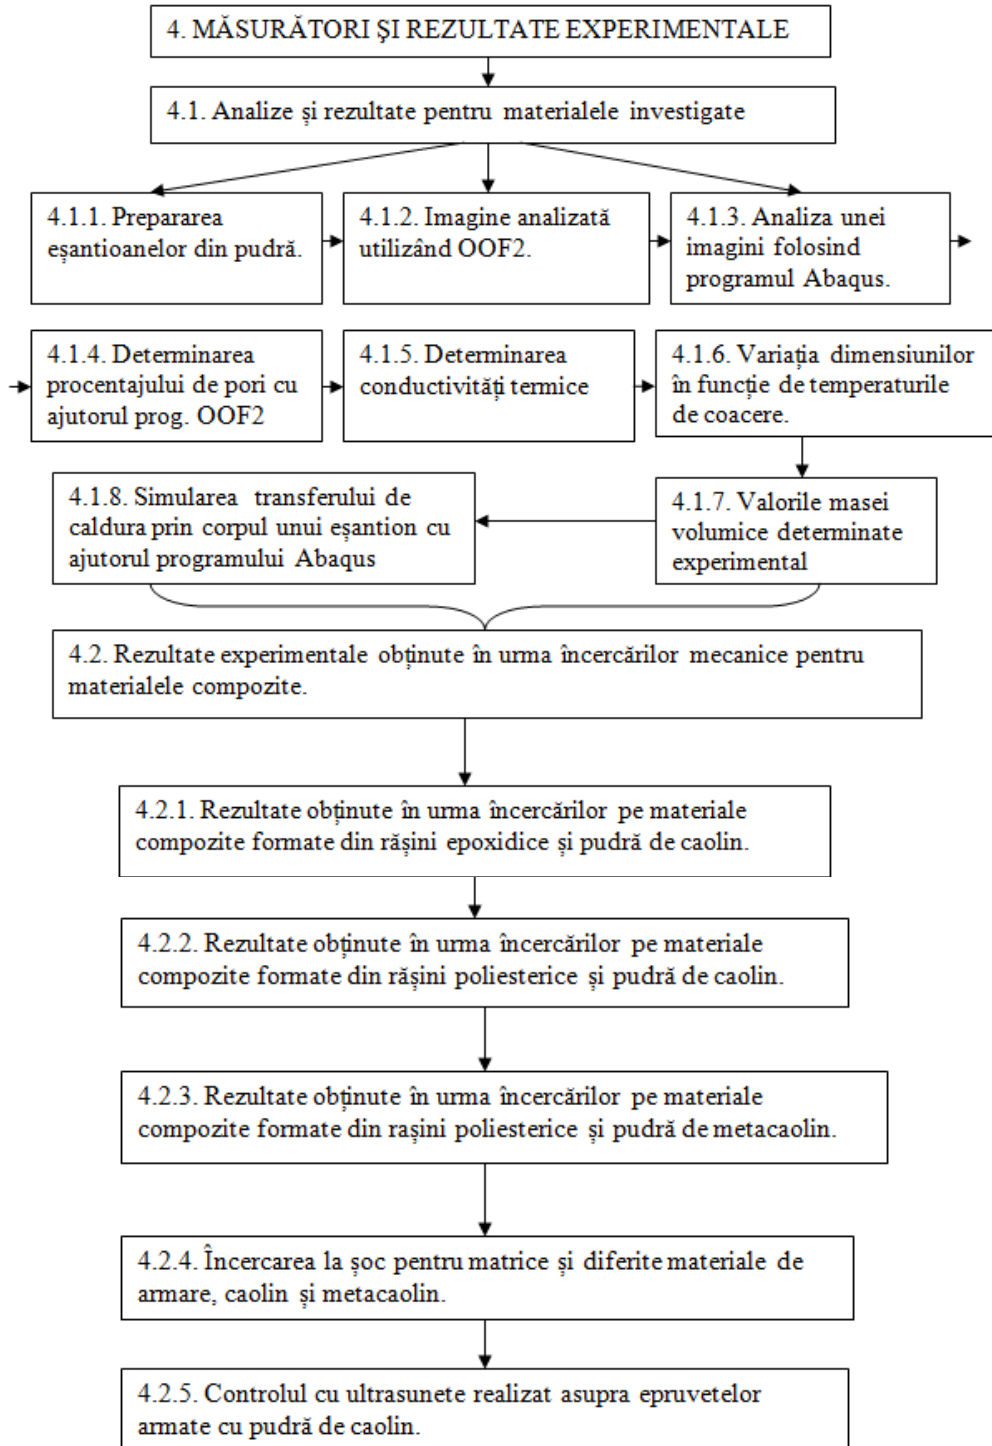 4. MĂSURĂTORI ŞI REZULTATE EXPERIMENTALE
4.1. Analize și rezultate pentru materialele investigate
4.1.1. Prepararea
eșantioanelor din pudră.
4.1.2. Imagine analizată
utilizând OOF2.
4.1.3. Analiza unei
imagini folosind
programul Abaqus.
4.1.4. Determinarea
procentajului de pori cu
ajutorul prog. OOF2
4.1.5. Determinarea
conductivități termice
4.1.6. Variația dimensiunilor
în funcție de temperaturile
de coacere.
4.1.8. Simularea transferului de
caldura prin corpul unui eșantion cu
ajutorul programului Abaqus
4.1.7. Valorile masei
volumice determinate
experimental
4.2. Rezultate experimentale obținute în urma încercărilor mecanice pentru
materialele compozite.
4.2.1. Rezultate obținute în urma încercărilor pe materiale
compozite formate din rășini epoxidice și pudră de caolin.
4.2.2. Rezultate obținute în urma încercărilor pe materiale
compozite formate din rășini poliesterice și pudră de caolin.
4.2.3. Rezultate obținute în urma încercărilor pe materiale
compozite formate din rașini poliesterice și pudră de metacaolin.
4.2.4. Încercarea la șoc pentru matrice și diferite materiale de
armare, caolin și metacaolin.
4.2.5. Controlul cu ultrasunete realizat asupra epruvetelor
armate cu pudră de caolin.